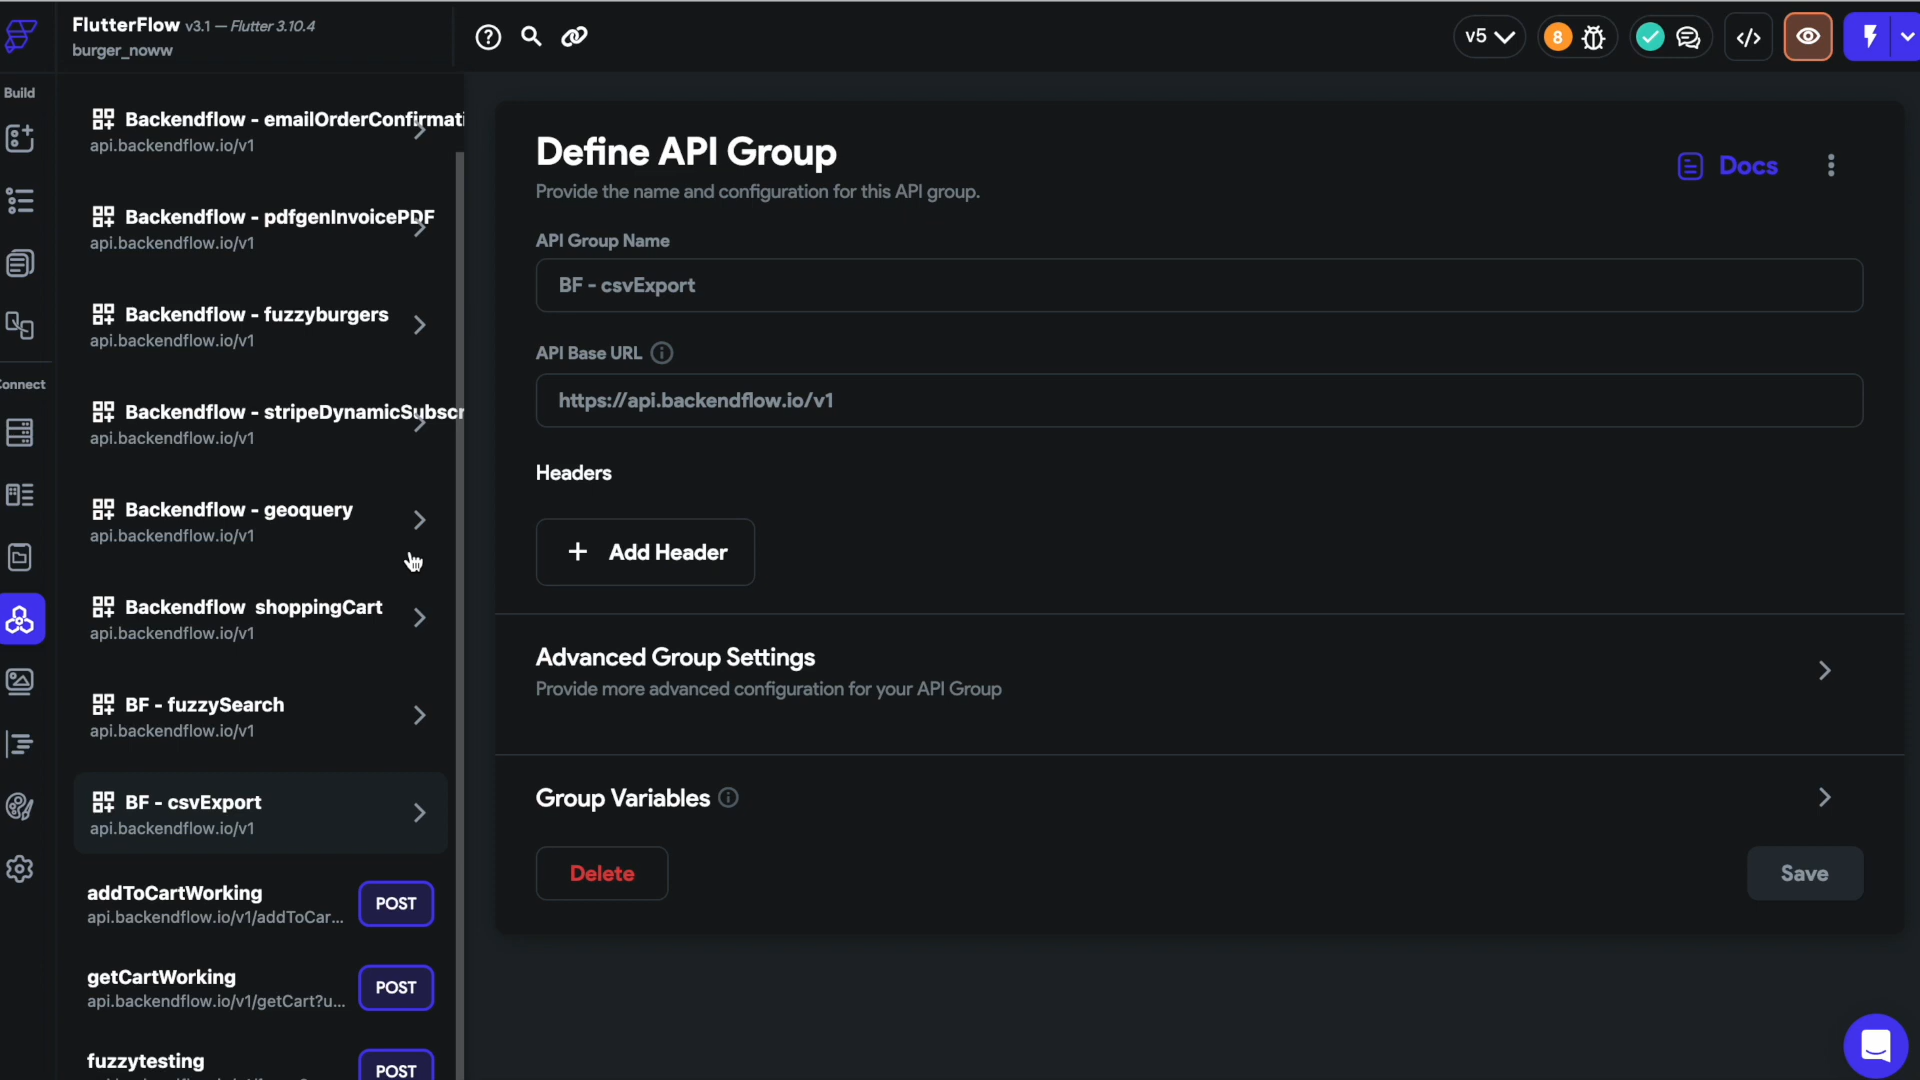 FlutterFlow v3.1 — Flutter 3.10.4
burger_noww
v5
8
Build
Connect
Backendflow - emailOrderConfirmati
api.backendflow.io/v1
Backendflow - pdfgenInvoicePDF
api.backendflow.io/v1
Backendflow - fuzzyburgers
api.backendflow.io/v1
Backendflow - stripeDynamicSubscr
api.backendflow.io/v1
Backendflow - geoquery
api.backendflow.io/v1
Backendflow shoppingCart
api.backendflow.io/v1
BF - fuzzySearch
api.backendflow.io/v1
BF - csvExport
api.backendflow.io/v1
addToCartWorking
api.backendflow.io/v1/addToCar...
POST
getCartWorking
api.backendflow.io/v1/getCart?u...
POST
fuzzytesting
POST
Define API Group
Provide the name and configuration for this API group.
Docs
API Group Name
BF - csvExport
API Base URL
https://api.backendflow.io/v1
Headers
+ Add Header
Advanced Group Settings
Provide more advanced configuration for your API Group
Group Variables
Delete
Save